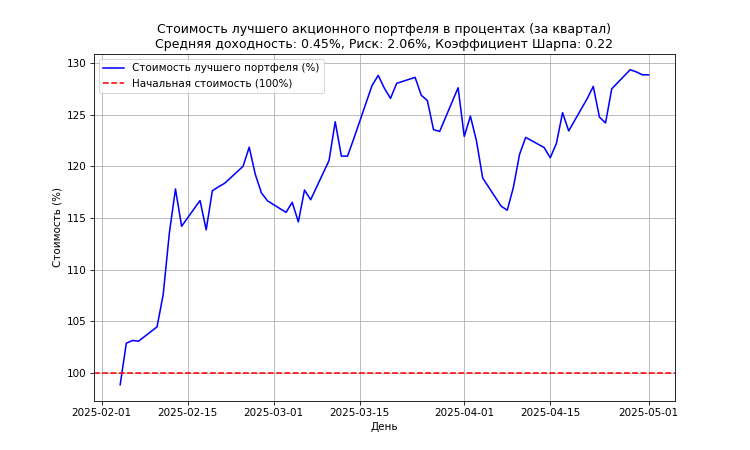 Стоимость лучшего акционного портфеля в процентах (за квартал)
Средняя доходность: 0.45%, Риск: 2.06%, Коэффициент Шарпа: 0.22
Стоимость лучшего портфеля (%)
Начальная стоимость (100%)
Стоимость (%)
130
125
120
115
110
105
100
2025-02-01
2025-02-15
2025-03-01
2025-03-15
2025-04-01
2025-04-15
2025-05-01
День